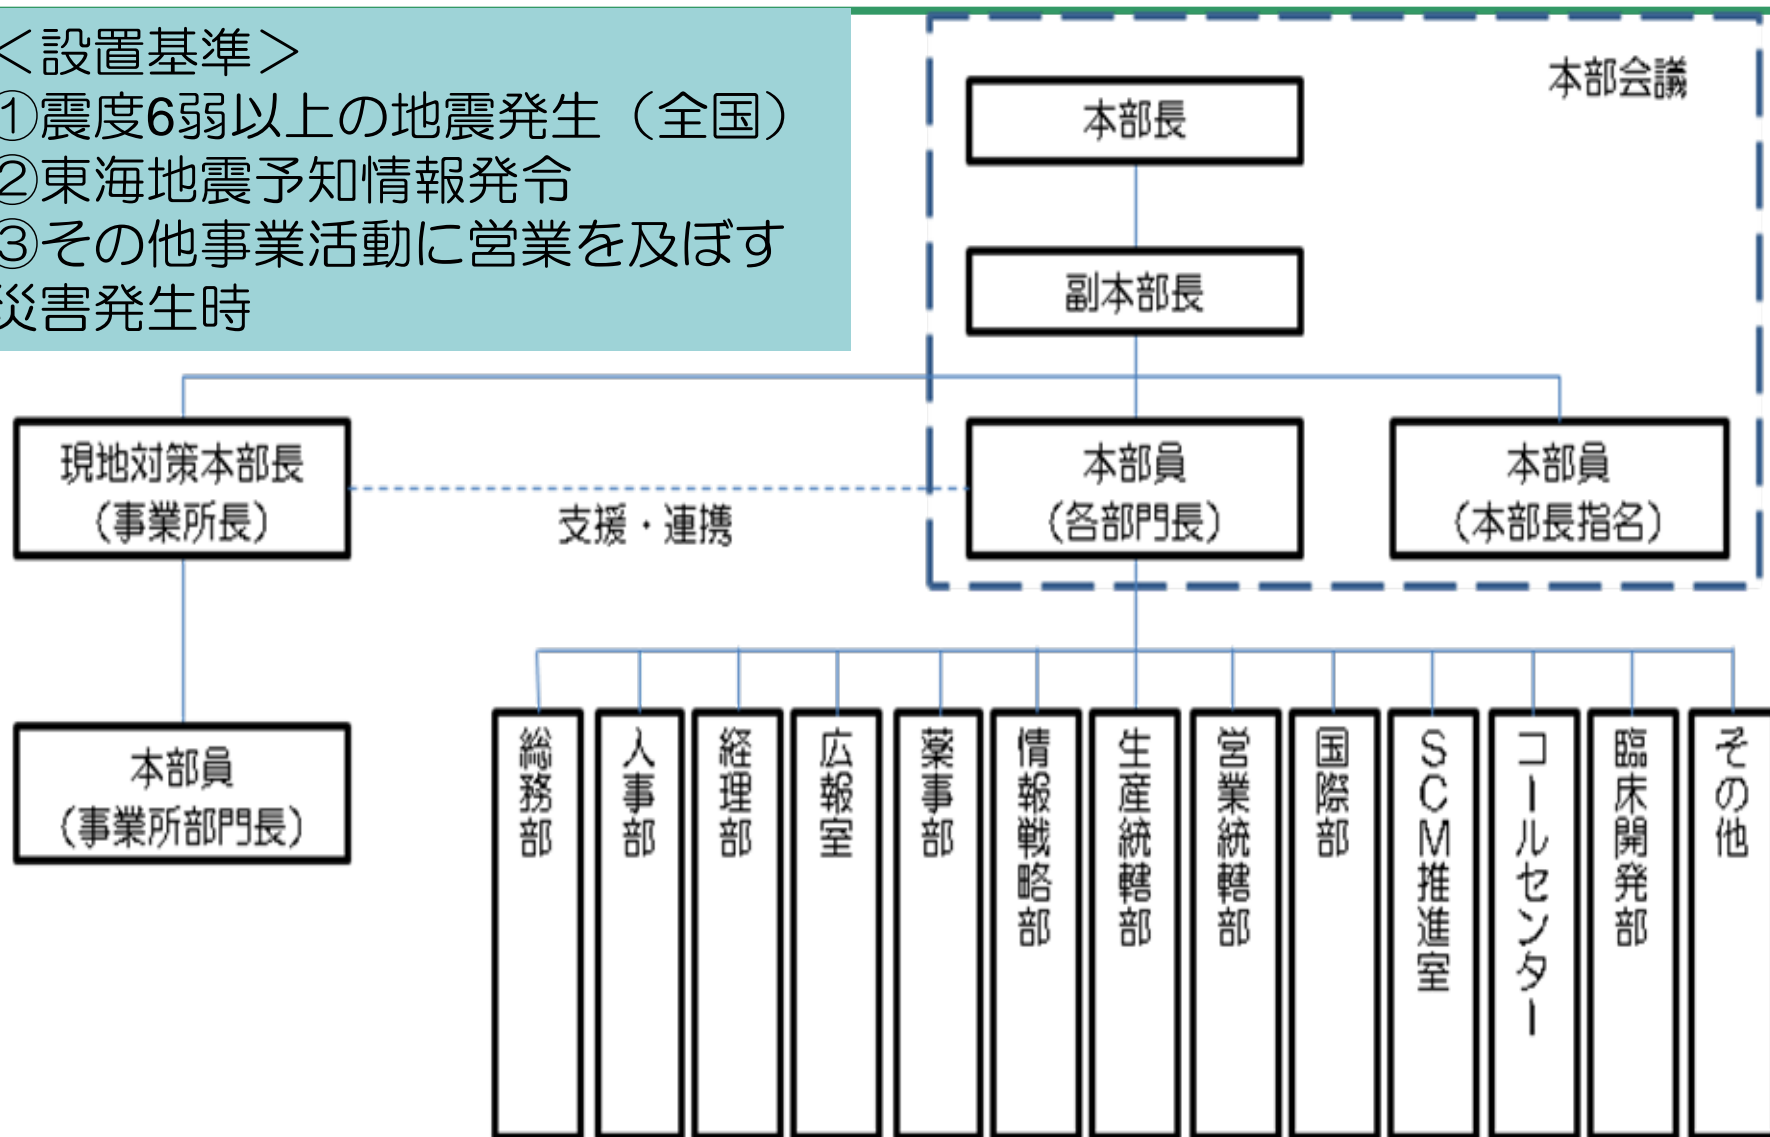 ＜設置基準＞
①震度6弱以上の地震発生（全国）
②東海地震予知情報発令
③その他事業活動に営業を及ぼす
災害発生時
本部会議
本部長
副本部長
現地対策本部長
（事業所長）
支援・連携
本部員
（各部門長）
本部員
（本部長指名）
本部員
（事業所部門長）
総務部
人事部
経理部
広報室
薬事部
情報戦略部
生産統轄部
営業統轄部
国際部
ＳＣＭ推進室
コールセンター
臨床開発部
その他